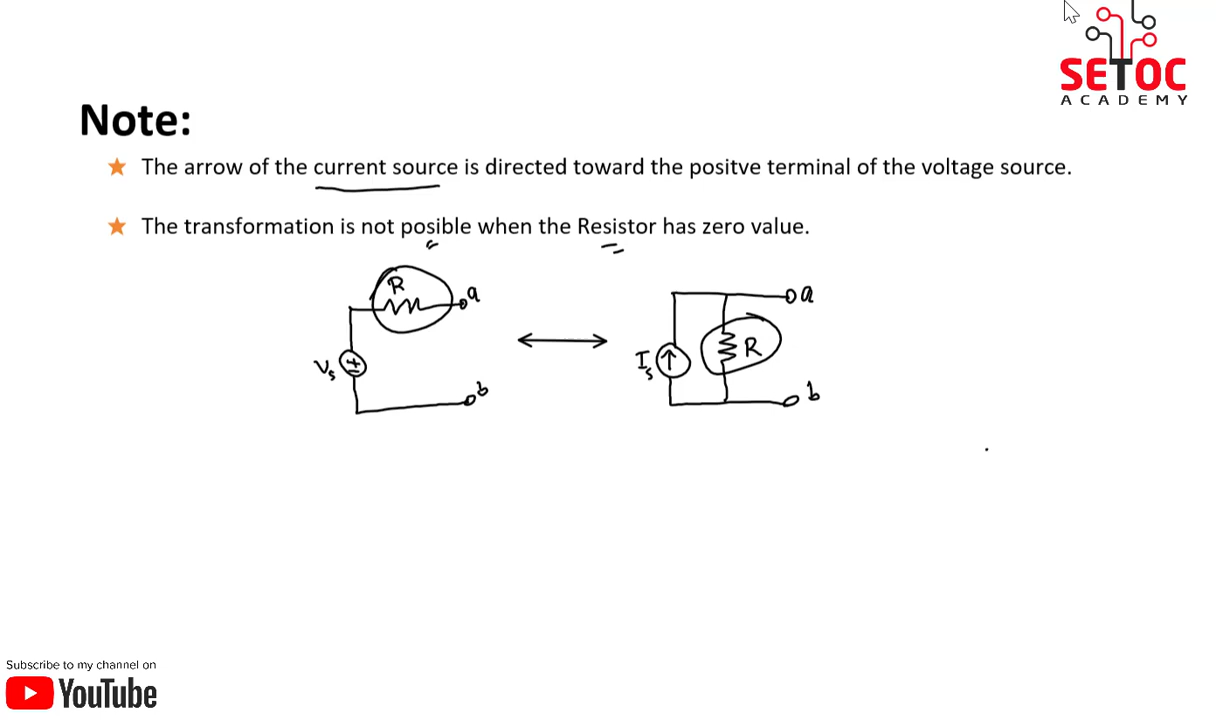 SETOC
ACADEMY
Note:
The arrow of the current source is directed toward the positve terminal of the voltage source.
The transformation is not posible when the Resistor has zero value.
R
a
Vs
b
a
Is
R
b
Subscribe to my channel on
YouTube